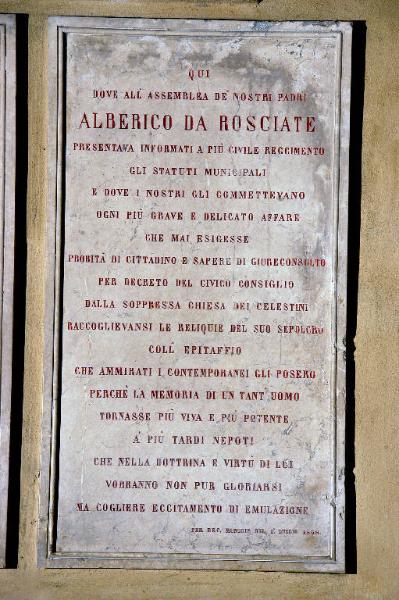 QUI
DOVE ALL'ASSEMBLEA DE' NOSTRI PADRI
ALBERICO DA ROSCIATE
PRESENTAVA INFORMATI A PIÙ CIVILE REGGIMENTO
GLI STATUTI MUNICIPALI
E DOVE I NOSTRI GLI COMMETTEVANO
OGNI PIÙ GRAVE E DELICATO AFFARE
CHE MAI ESIGESSE
PROBITÀ DI CITTADINO E SAPERE DI GIURECONSULTO
PER DECRETO DEL CIVICO CONSIGLIO
DALLA SOPPRESSA CHIESA DEI CELESTINI
RACCOGLIEVANSI LE RELIQUIE DEL SUO SEPOLCRO
COLL' EPITAFFIO
CHE AMMIRATI I CONTEMPORANEI GLI POSERO
PERCHÈ LA MEMORIA DI UN TANT' UOMO
TORNASSE PIÙ VIVA E PIÙ POTENTE
A PIÙ TARDI NEPOTI
CHE NELLA DOTTRINA E VIRTÙ DI LUI
VORRANNO NON PUR GLORIARSI
MA COGLIERE ECCITAMENTO DI EMULAZIONE
PER DEC.